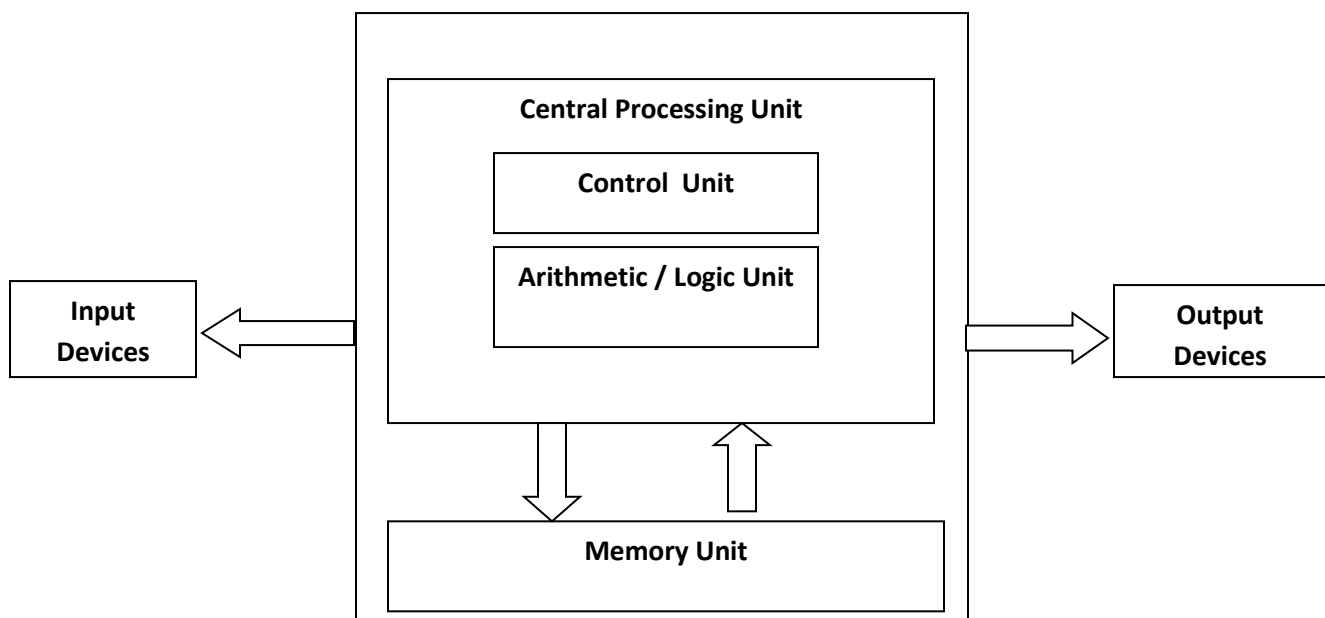 Central Processing Unit
Control  Unit
Arithmetic / Logic Unit
Input
Devices
Output
Devices
Memory Unit